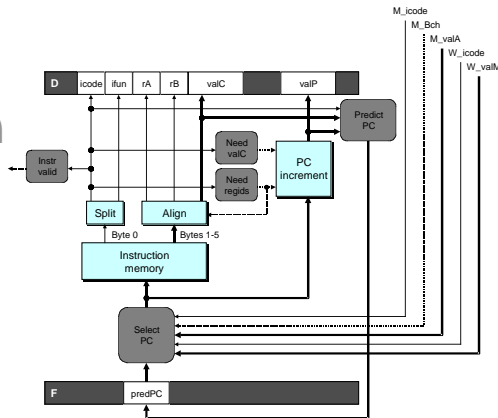 M_icode
M_Bch
M_valA
W_icode
W_valM
D icode ifun rA rB valC valP
Predict
PC
Need
valC
Instr
valid
PC
increment
Need
regids
Split
Align
Byte 0
Bytes 1-5
Instruction
memory
Select
PC
F predPC